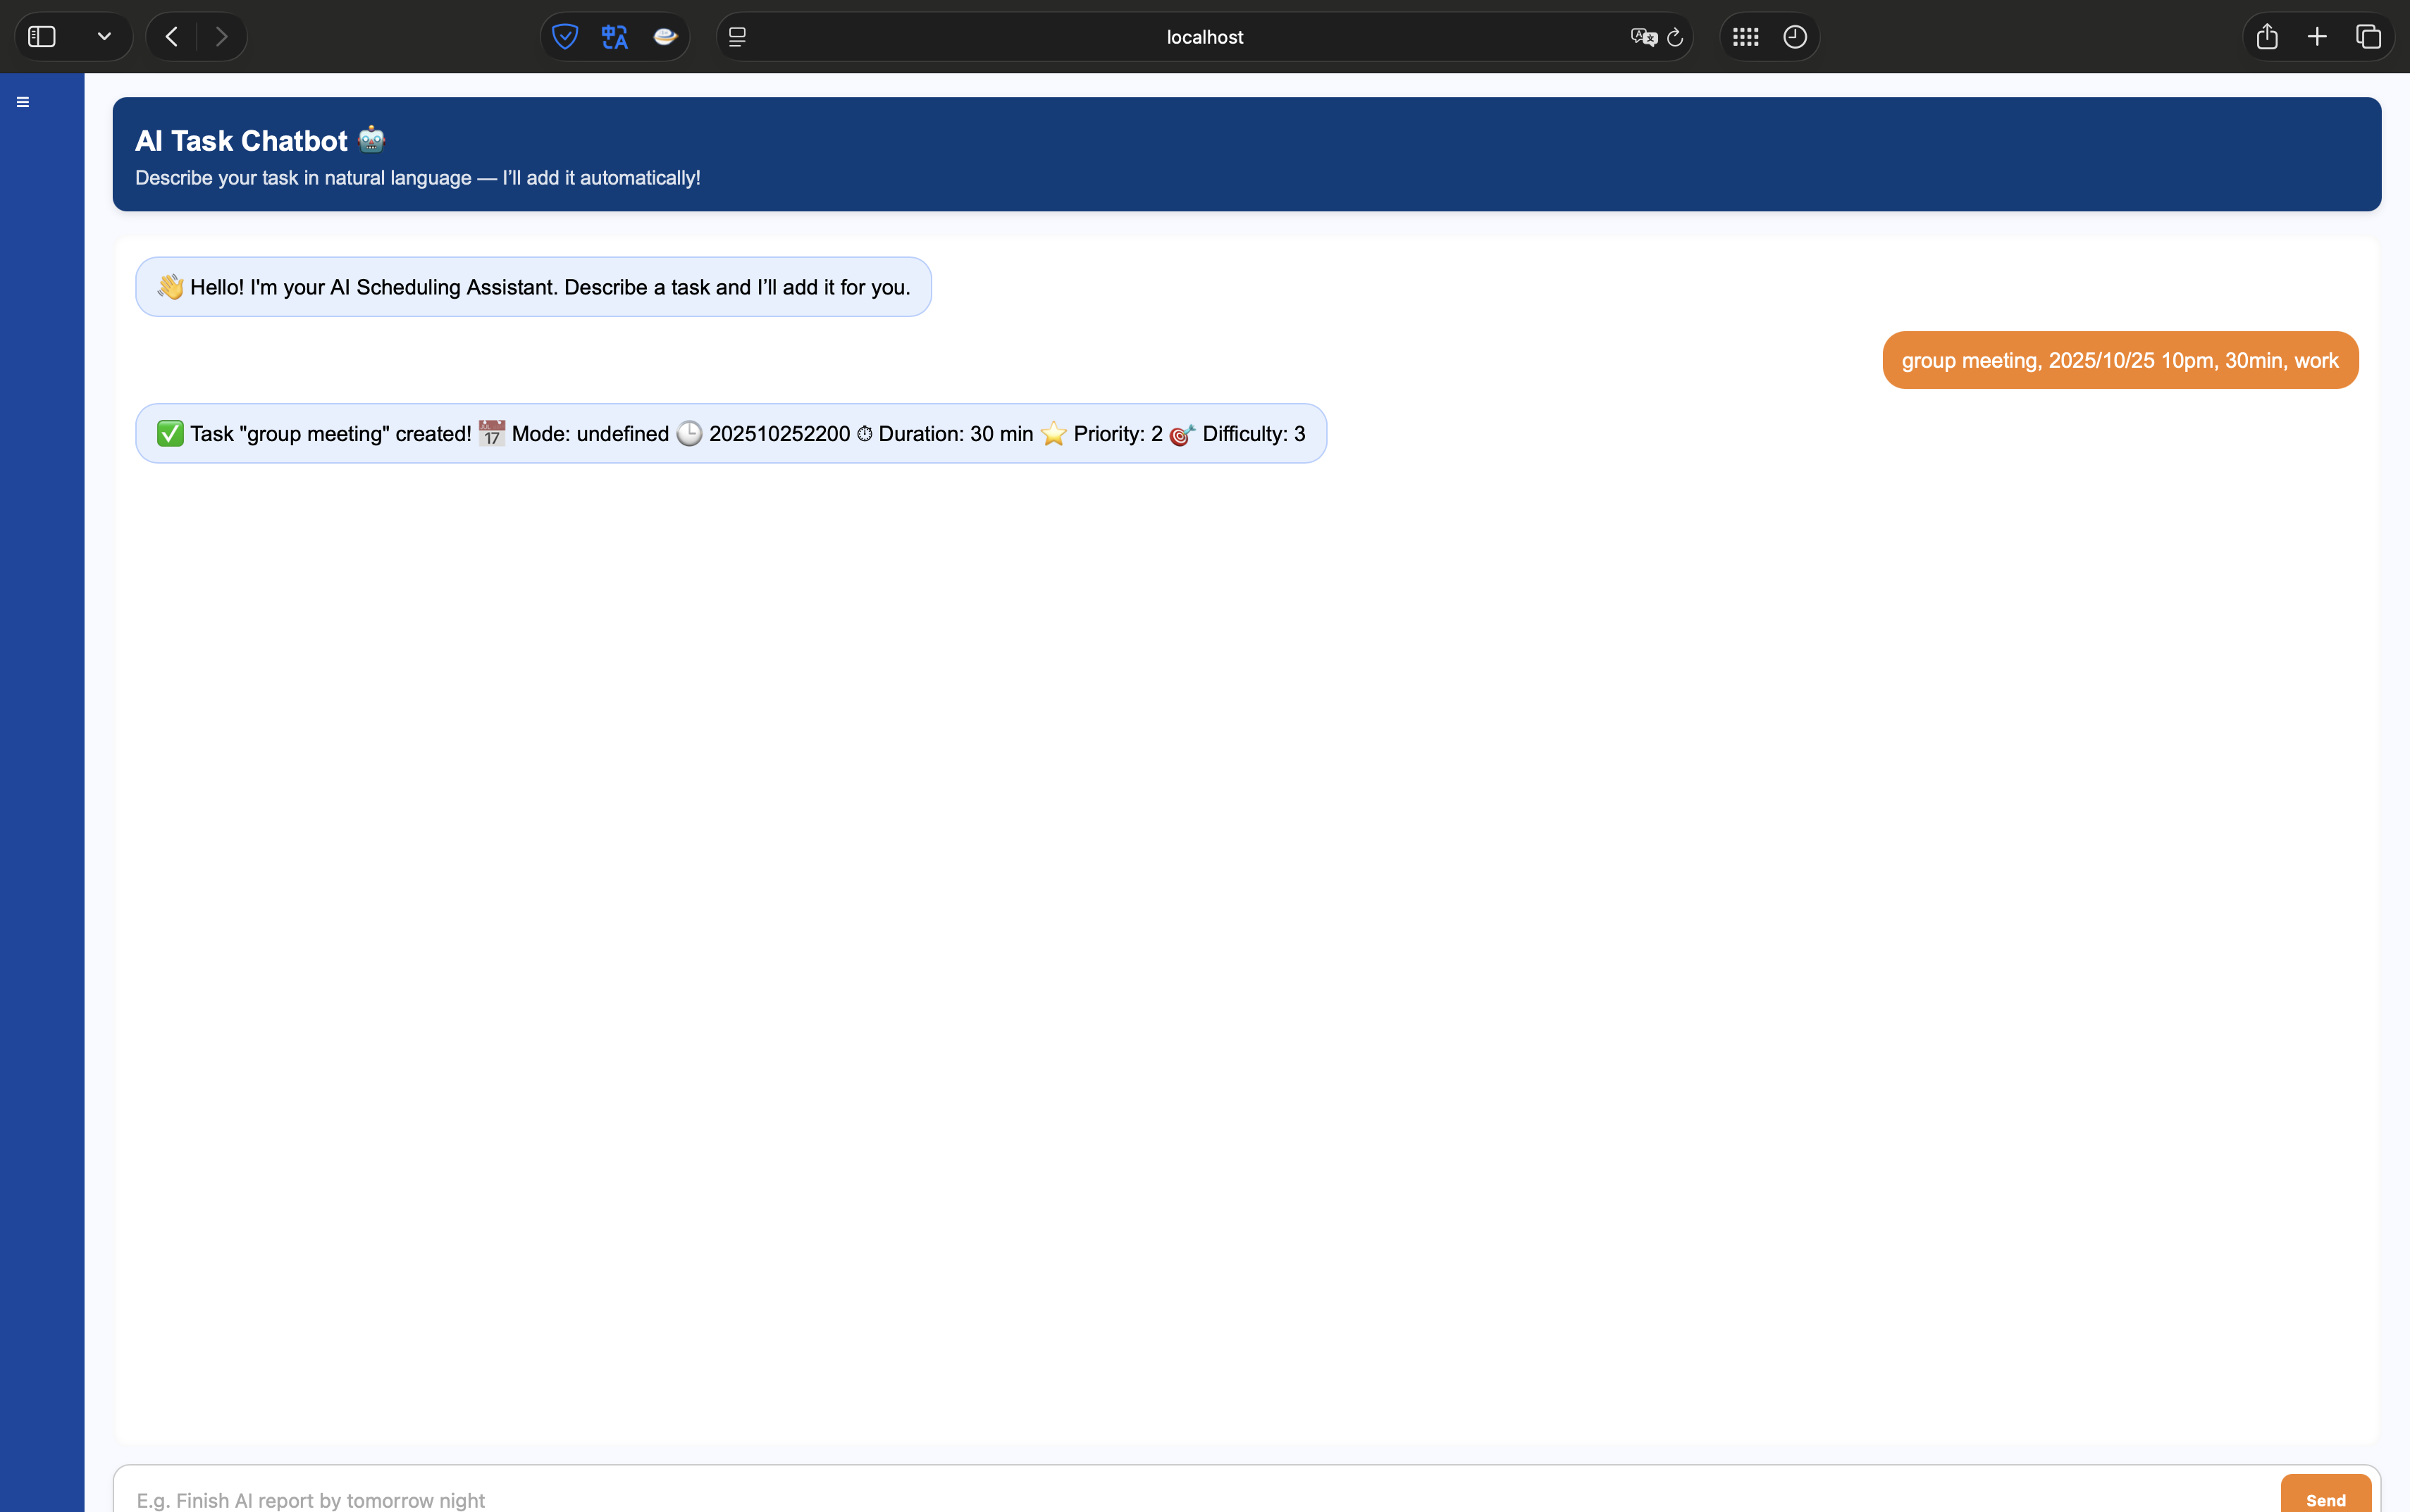 localhost
AI Task Chatbot 🤖
Describe your task in natural language — I’ll add it automatically!
👋 Hello! I'm your AI Scheduling Assistant. Describe a task and I’ll add it for you.
group meeting, 2025/10/25 10pm, 30min, work
✅ Task "group meeting" created! 📅 Mode: undefined 🕒 202510252200 ⏱ Duration: 30 min ⭐ Priority: 2 🎯 Difficulty: 3
E.g. Finish AI report by tomorrow night
Send